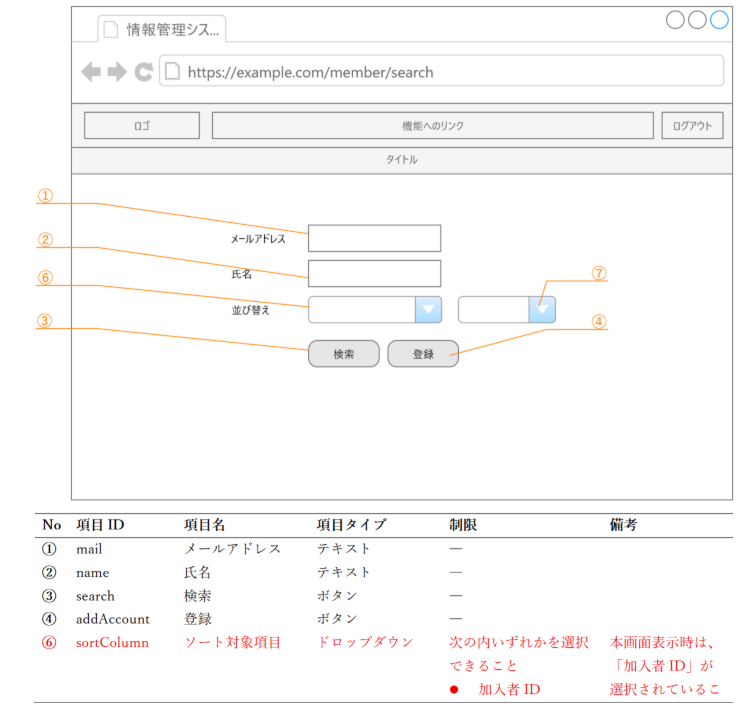 情報管理シス...
https://example.com/member/search
ロゴ 機能へのリンク ログアウト
タイトル
①
メールアドレス
②
氏名
⑥ ⑦
並び替え
③ ④
検索 登録
No 項目 ID 項目名 項目タイプ 制限 備考
① mail メールアドレス テキスト —
② name 氏名 テキスト —
③ search 検索 ボタン —
④ addAccount 登録 ボタン —
⑥ sortColumn ソート対象項目 ドロップダウン 次の内いずれかを選択 本画面表示時は、
できること 「加入者 ID」が
● 加入者 ID 選択されているこ